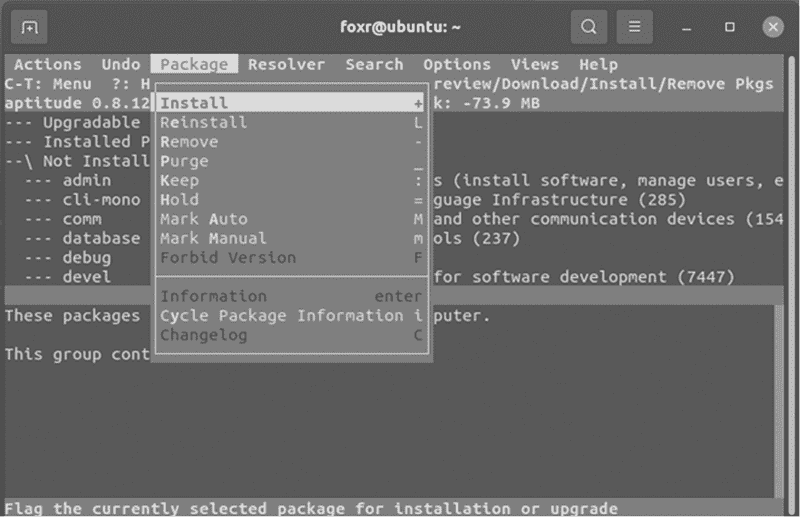 foxr@ubuntu: ~
Actions Undo Package Resolver Search Options Views Help
C-T: Menu ?: H review/Download/Install/Remove Pkgs
aptitude 0.8.12 k: -73.9 MB
Install +
--- Upgradable Reinstall L
--- Installed P Remove -
--\ Not Install Purge _
--- admin Keep : s (install software, manage users, e
--- cli-mono Hold = guage Infrastructure (285)
--- comm Mark Auto M and other communication devices (154
--- database Mark Manual m ols (237)
--- debug Forbid Version F
--- devel for software development (7447)
Information enter
These packages Cycle Package Information i puter.
Changelog C
This group cont
Flag the currently selected package for installation or upgrade